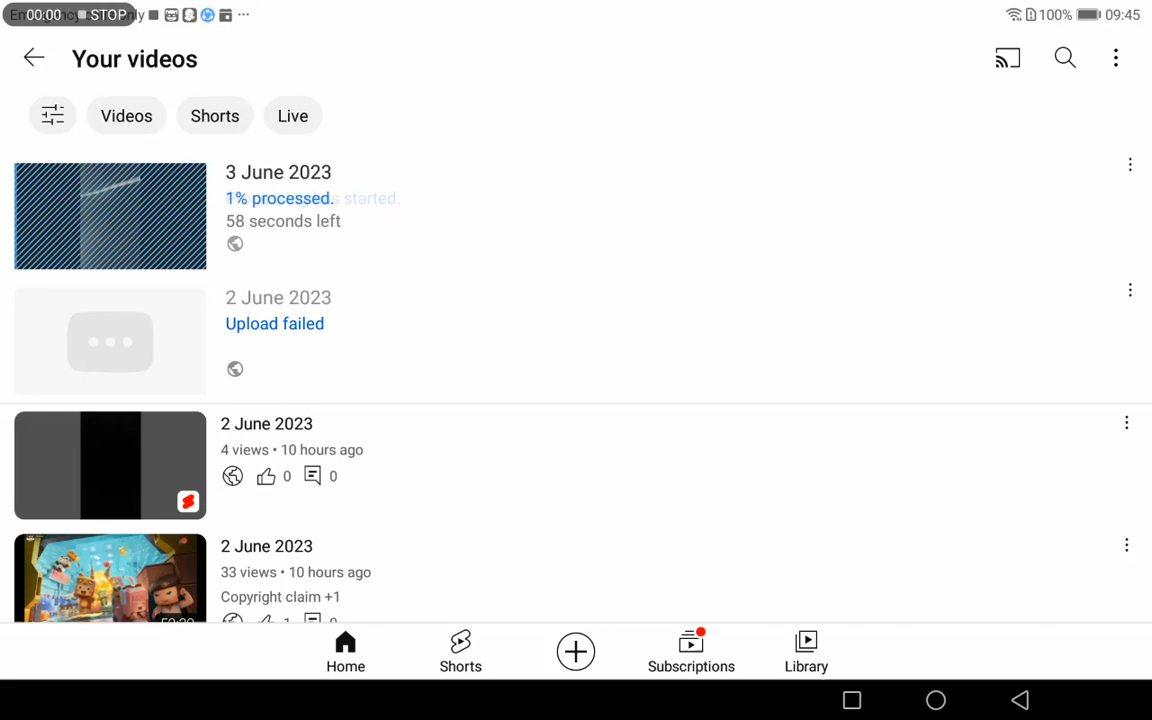 00:00 STOP
100% 09:45
Your videos
Videos Shorts Live
3 June 2023
1% processed. started.
58 seconds left
2 June 2023
Upload failed
2 June 2023
4 views • 10 hours ago
0 0
2 June 2023
33 views • 10 hours ago
Copyright claim +1
Home Shorts Subscriptions Library